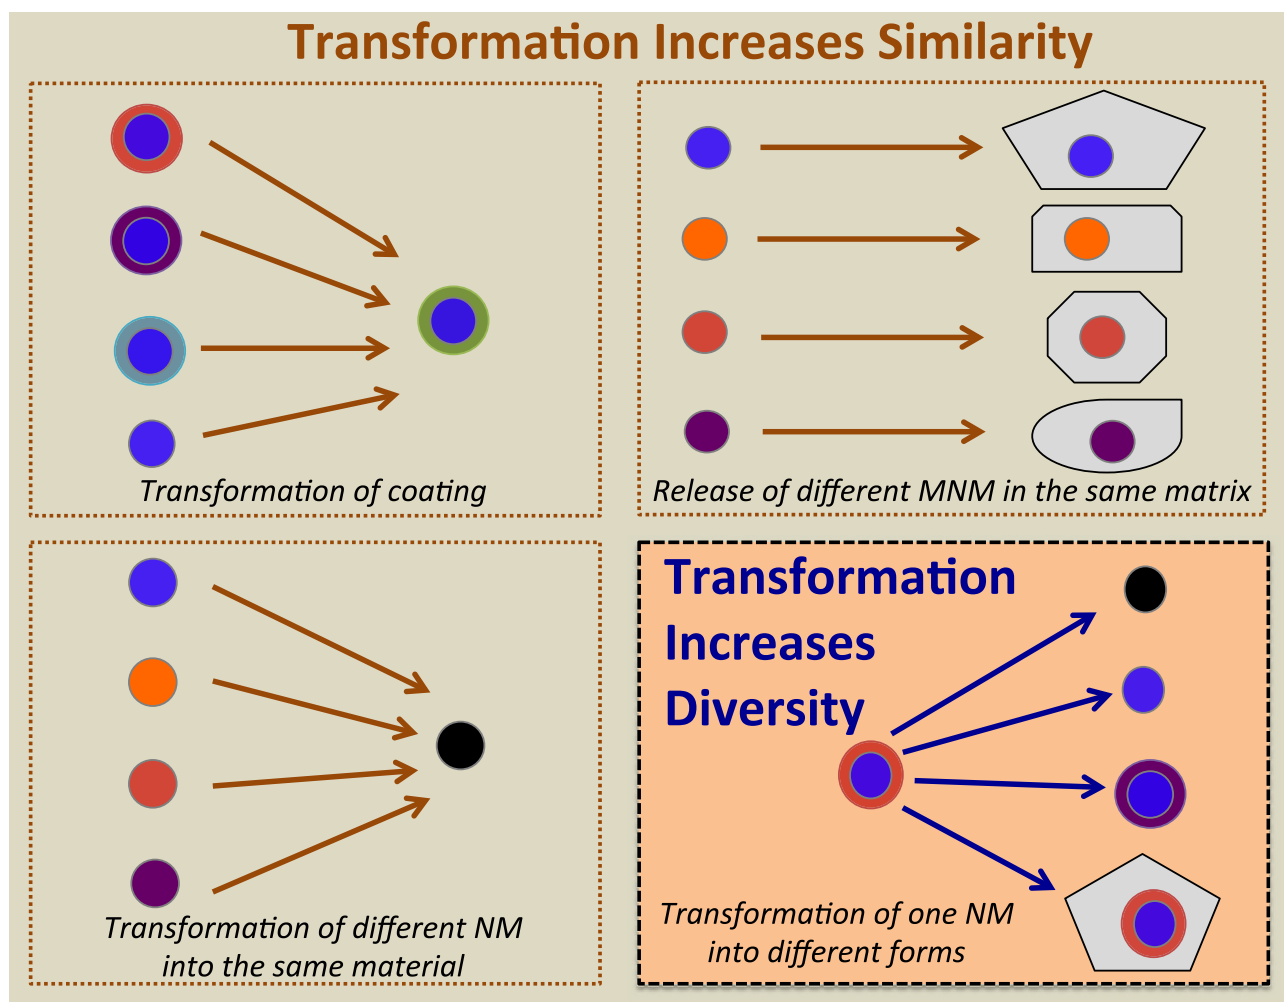 Transformation Increases Similarity
Transformation of coating
Release of different MNM in the same matrix
Transformation of different NM
into the same material
Transformation
Increases
Diversity
Transformation of one NM
into different forms